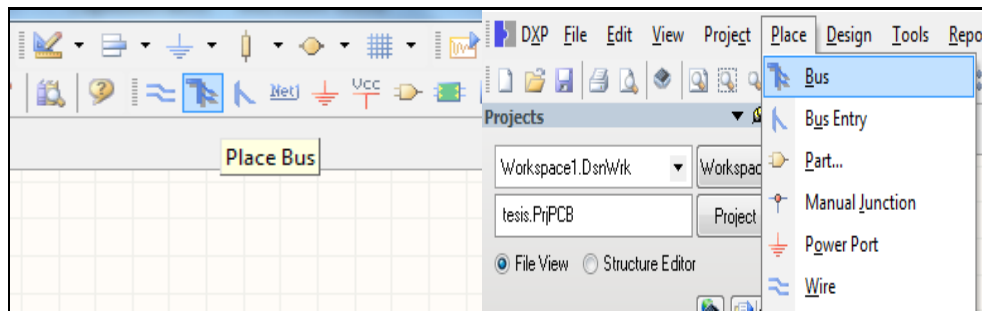 Net1
VCC
Place Bus
DXP File Edit View Project Place Design Tools Repo
Projects
Workspace1.DsnWrk Workspac
tesis.PrjPCB Project
File View Structure Editor
Bus
Bus Entry
Part...
Manual Junction
Power Port
Wire